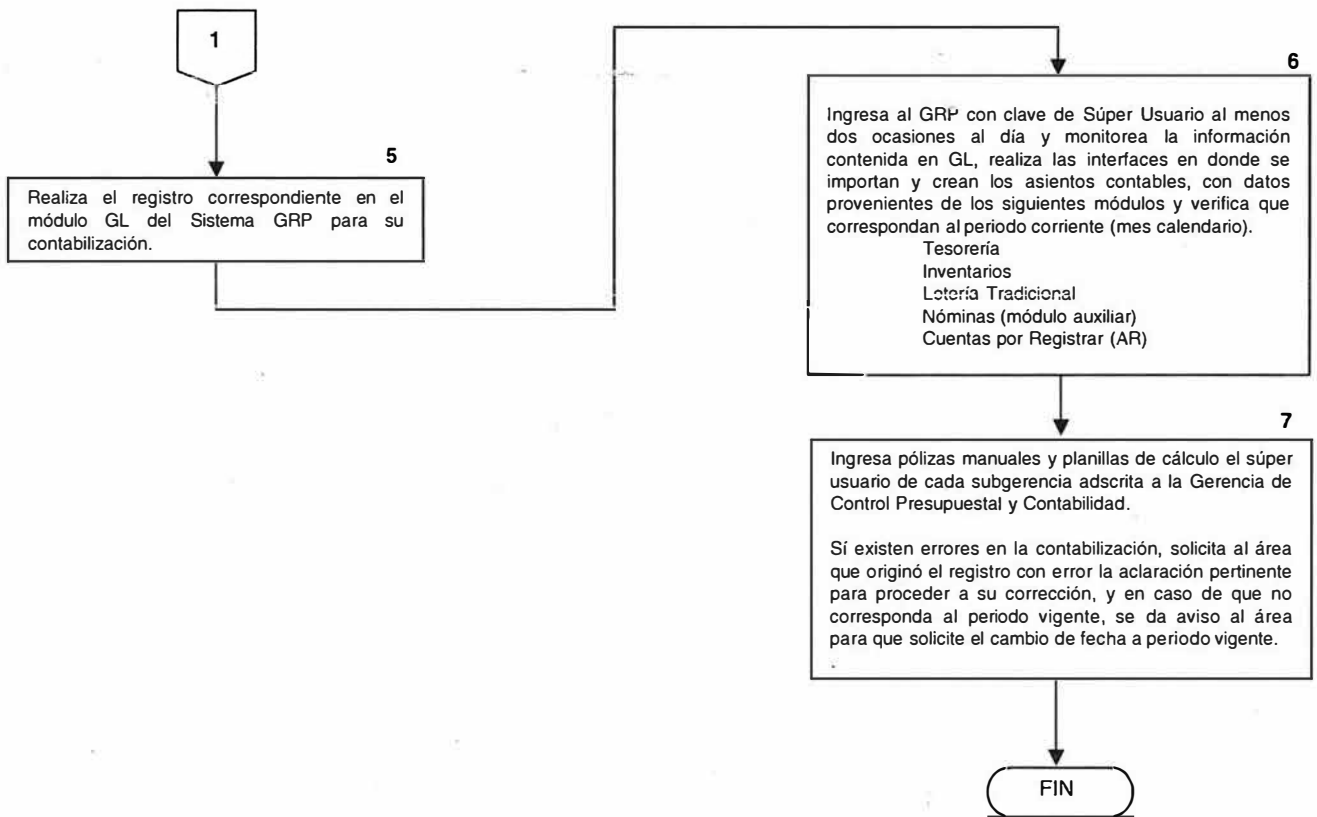 1
5
Realiza el registro correspondiente en el
módulo GL del Sistema GRP para su
contabilización.
6
Ingresa al GRP con clave de Súper Usuario al menos
dos ocasiones al día y monitorea la información
contenida en GL, realiza las interfaces en donde se
importan y crean los asientos contables, con datos
provenientes de los siguientes módulos y verifica que
correspondan al periodo corriente (mes calendario).
Tesorería
Inventarios
Lotería Tradicional
Nóminas (módulo auxiliar)
Cuentas por Registrar (AR)
7
Ingresa pólizas manuales y planillas de cálculo el súper
usuario de cada subgerencia adscrita a la Gerencia de
Control Presupuestal y Contabilidad.
Sí existen errores en la contabilización, solicita al área
que originó el registro con error la aclaración pertinente
para proceder a su corrección, y en caso de que no
corresponda al periodo vigente, se da aviso al área
para que solicite el cambio de fecha a periodo vigente.
FIN